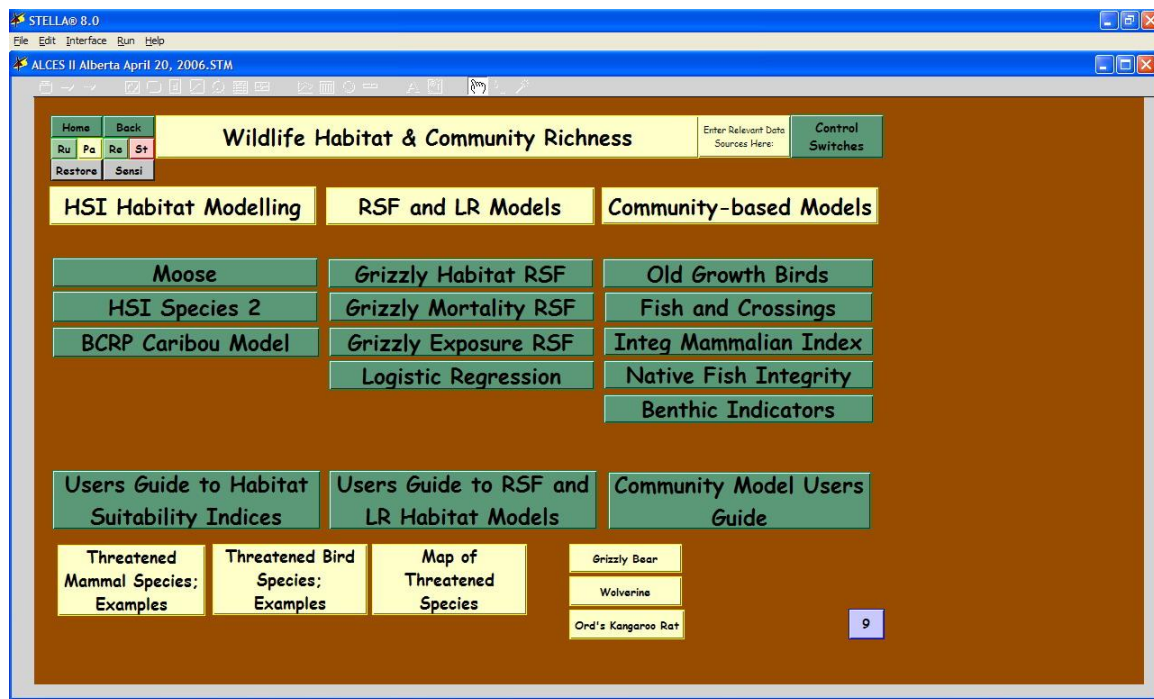 STELLA® 8.0
File Edit Interface Run Help
ALCES II Alberta April 20, 2006.STM
Home Back
Ru Pa Re St
Restore Sensi
Wildlife Habitat & Community Richness
Enter Relevant Data
Sources Here:
Control
Switches
HSI Habitat Modelling
RSF and LR Models
Community-based Models
Moose
HSI Species 2
BCRP Caribou Model
Grizzly Habitat RSF
Grizzly Mortality RSF
Grizzly Exposure RSF
Logistic Regression
Old Growth Birds
Fish and Crossings
Integ Mammalian Index
Native Fish Integrity
Benthic Indicators
Users Guide to Habitat
Suitability Indices
Users Guide to RSF and
LR Habitat Models
Community Model Users
Guide
Threatened
Mammal Species;
Examples
Threatened Bird
Species;
Examples
Map of
Threatened
Species
Grizzly Bear
Wolverine
Ord's Kangaroo Rat
9